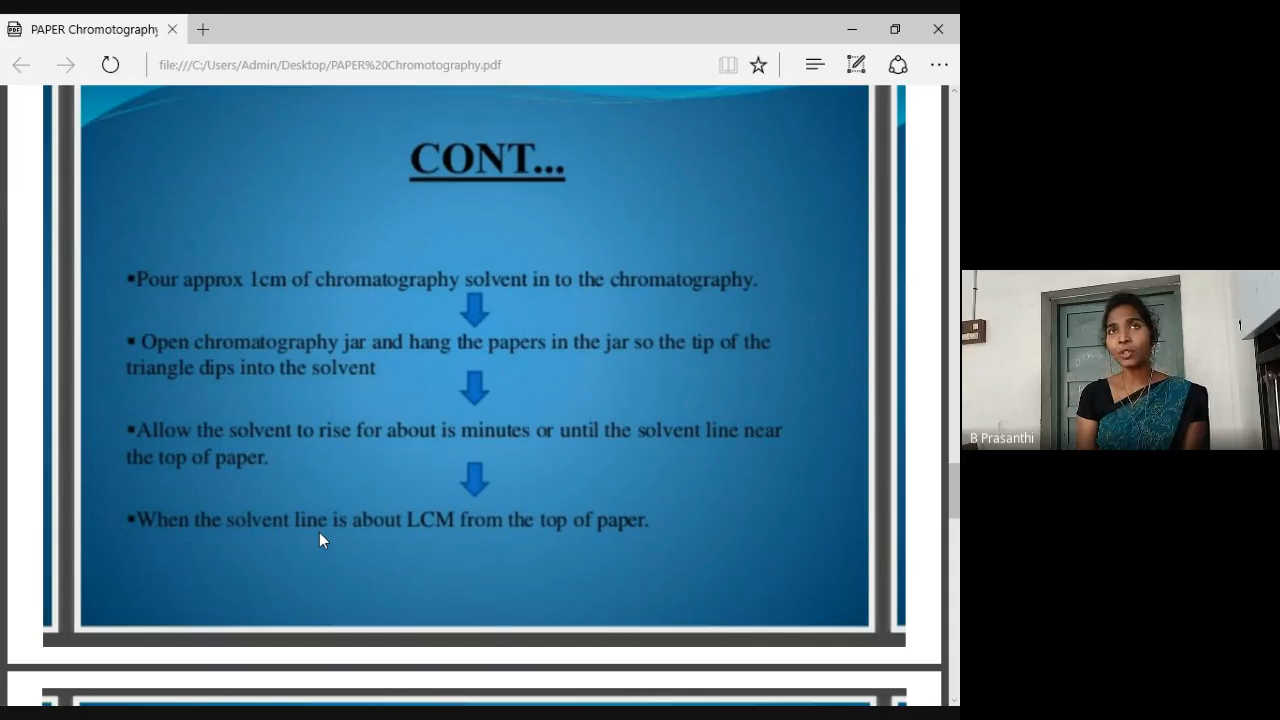 PAPER Chromotography
file:///C:/Users/Admin/Desktop/PAPER%20Chromotography.pdf
CONT...
▪Pour approx 1cm of chromatography solvent in to the chromatography.
▪ Open chromatography jar and hang the papers in the jar so the tip of the
triangle dips into the solvent
▪Allow the solvent to rise for about is minutes or until the solvent line near
the top of paper.
▪When the solvent line is about LCM from the top of paper.
B Prasanthi